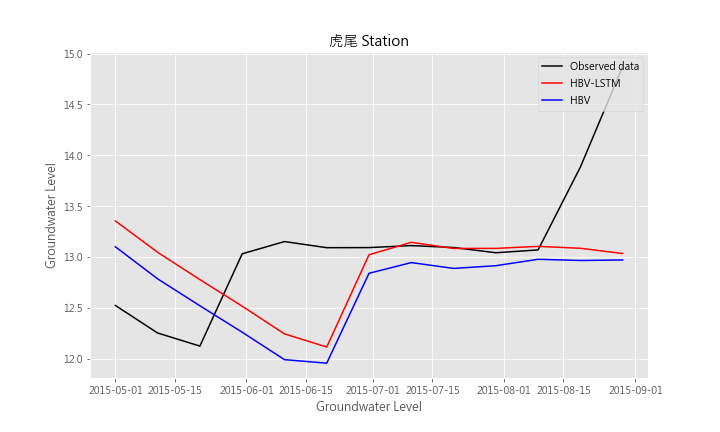 虎尾 Station
Observed data
HBV-LSTM
HBV
15.0
14.5
14.0
13.5
13.0
12.5
12.0
Groundwater Level
2015-05-01 2015-05-15 2015-06-01 2015-06-15 2015-07-01 2015-07-15 2015-08-01 2015-08-15 2015-09-01
Groundwater Level